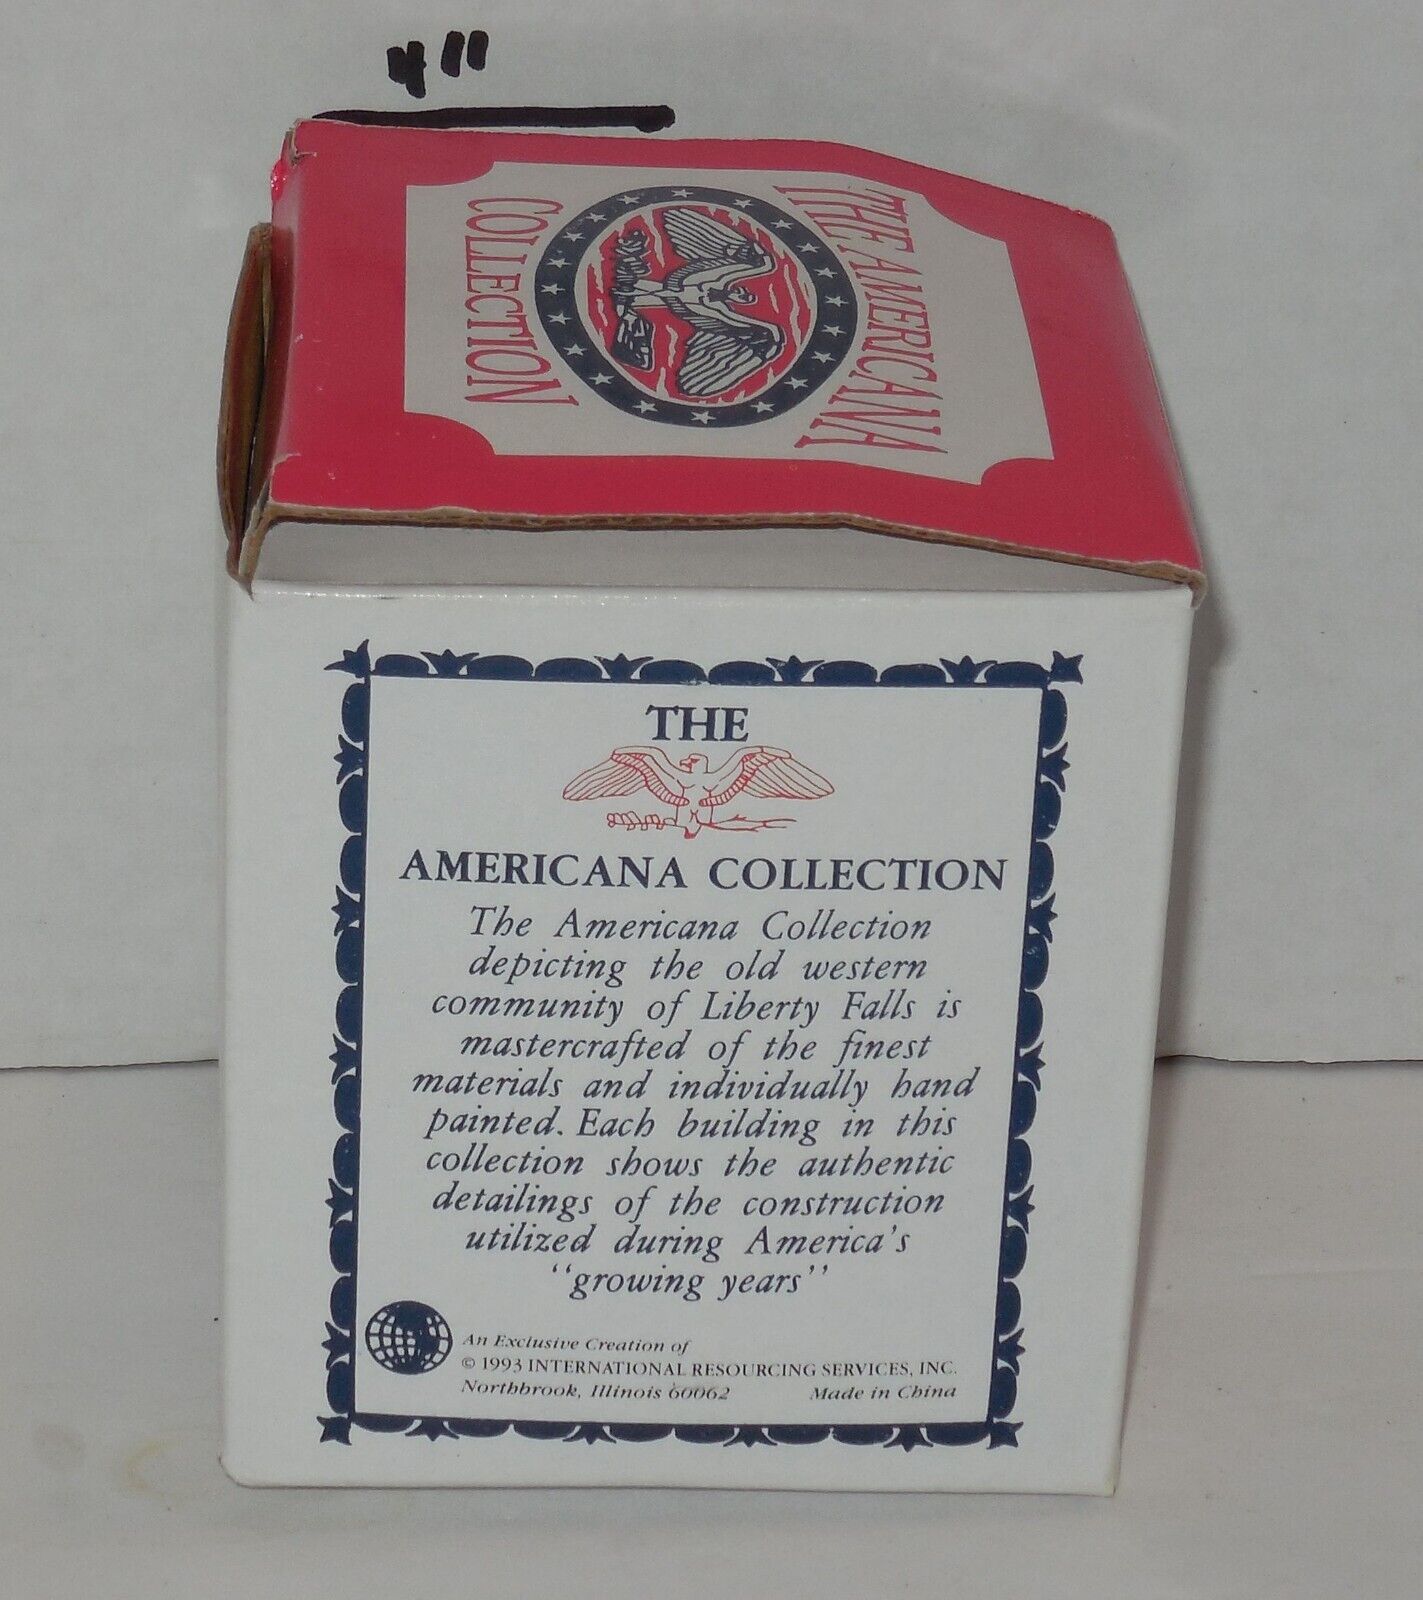 4"
THE AMERICANA
COLLECTION
THE
AMERICANA COLLECTION
The Americana Collection
depicting the old western
community of Liberty Falls is
mastercrafted of the finest
materials and individually hand
painted. Each building in this
collection shows the authentic
detailings of the construction
utilized during America's
"growing years"
An Exclusive Creation of
© 1993 INTERNATIONAL RESOURCING SERVICES, INC.
Northbrook, Illinois 60062 Made in China